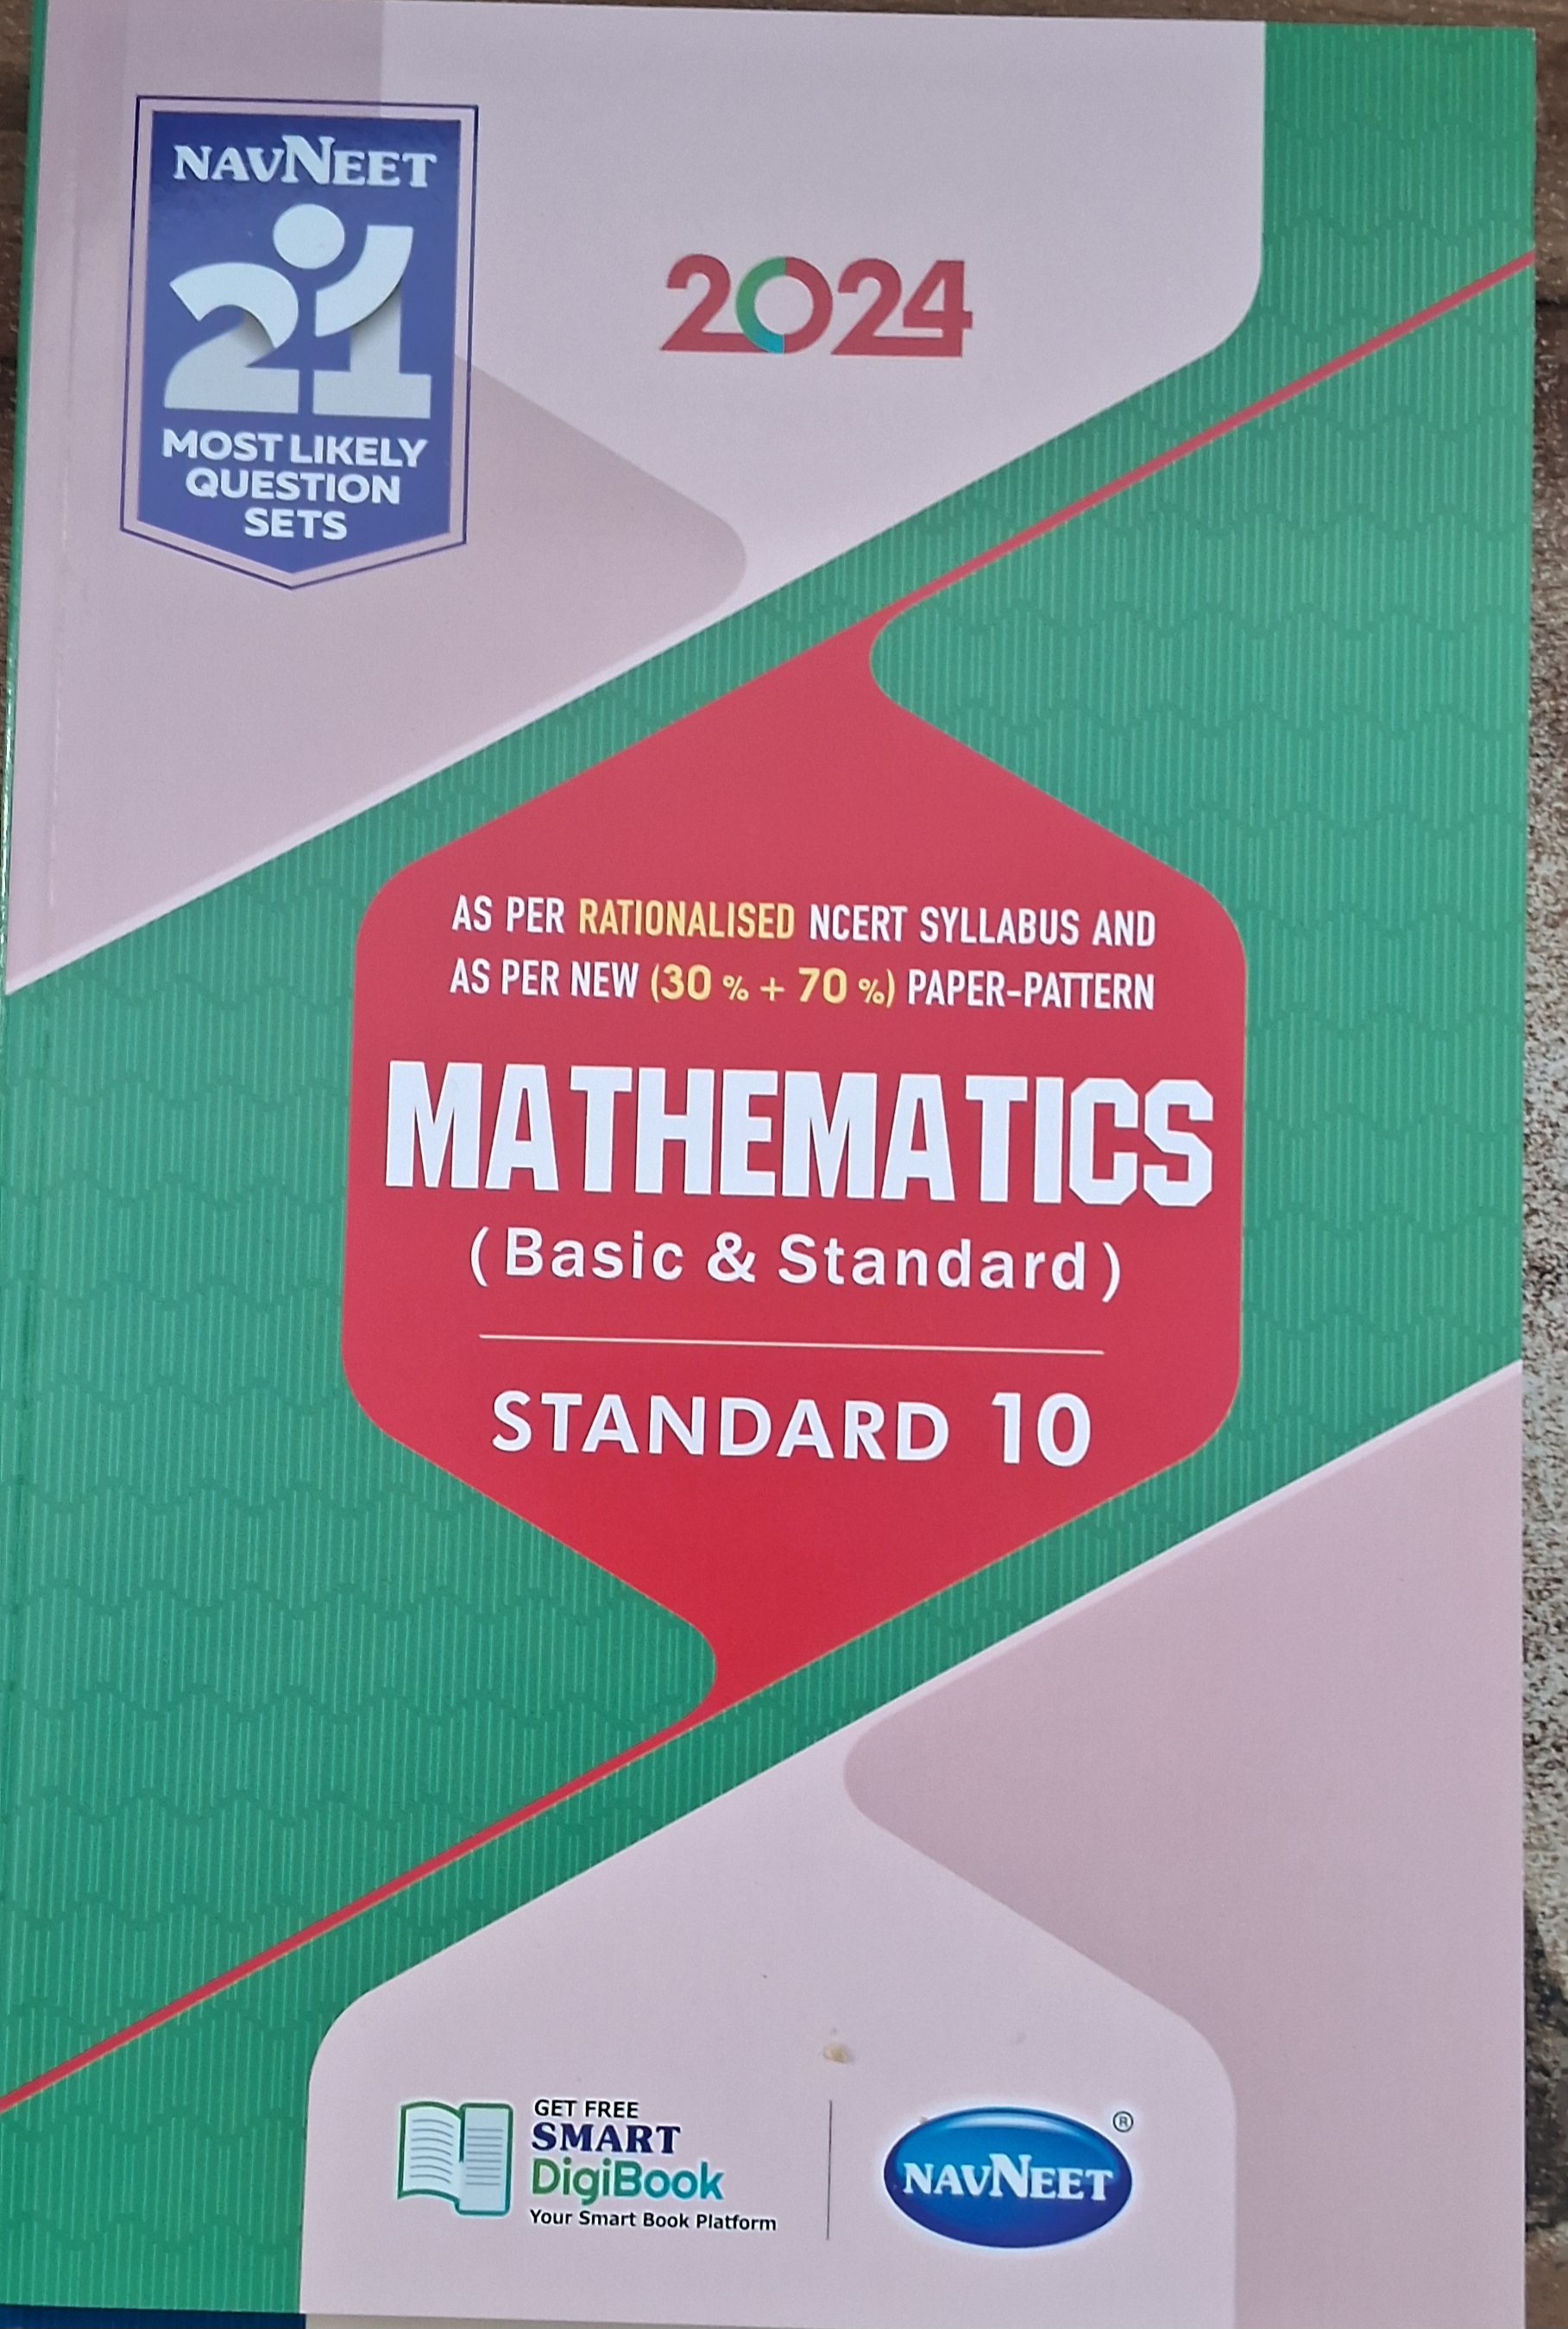 NAVNEET
21
MOST LIKELY
QUESTION
SETS
2024
AS PER RATIONALISED NCERT SYLLABUS AND
AS PER NEW (30 % + 70 %) PAPER-PATTERN
MATHEMATICS
(Basic & Standard)
STANDARD 10
GET FREE
SMART
DigiBook
Your Smart Book Platform
NAVNEET ®